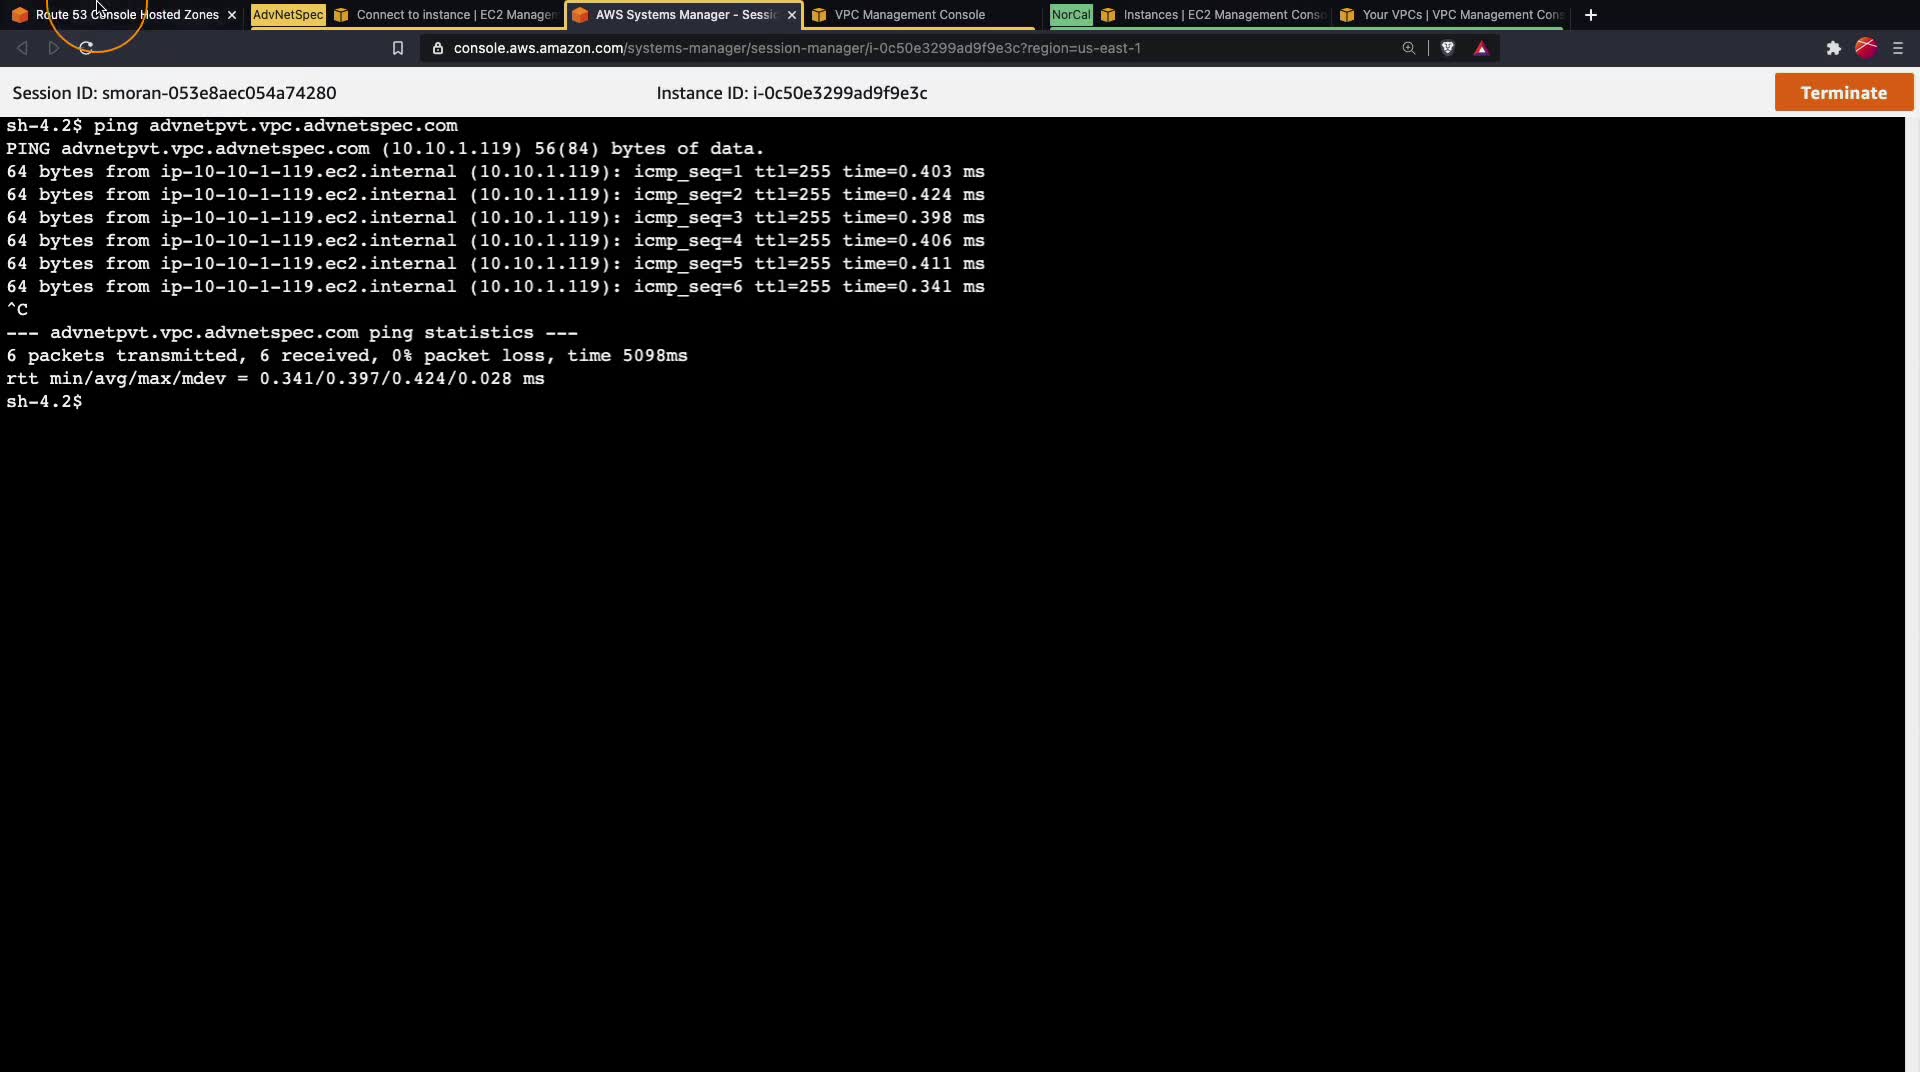 Route 53 Console Hosted Zones
AdvNetSpec
Connect to instance | EC2 Manage
AWS Systems Manager - Sessi
VPC Management Console
NorCal
Instances | EC2 Management Conso
Your VPCs | VPC Management Con
console.aws.amazon.com/systems-manager/session-manager/i-0c50e3299ad9f9e3c?region=us-east-1
Session ID: smoran-053e8aec054a74280
Instance ID: i-0c50e3299ad9f9e3c
Terminate
sh-4.2$ ping advnetpvt.vpc.advnetspec.com
PING advnetpvt.vpc.advnetspec.com (10.10.1.119) 56(84) bytes of data.
64 bytes from ip-10-10-1-119.ec2.internal (10.10.1.119): icmp_seq=1 ttl=255 time=0.403 ms
64 bytes from ip-10-10-1-119.ec2.internal (10.10.1.119): icmp_seq=2 ttl=255 time=0.424 ms
64 bytes from ip-10-10-1-119.ec2.internal (10.10.1.119): icmp_seq=3 ttl=255 time=0.398 ms
64 bytes from ip-10-10-1-119.ec2.internal (10.10.1.119): icmp_seq=4 ttl=255 time=0.406 ms
64 bytes from ip-10-10-1-119.ec2.internal (10.10.1.119): icmp_seq=5 ttl=255 time=0.411 ms
64 bytes from ip-10-10-1-119.ec2.internal (10.10.1.119): icmp_seq=6 ttl=255 time=0.341 ms
^C
--- advnetpvt.vpc.advnetspec.com ping statistics ---
6 packets transmitted, 6 received, 0% packet loss, time 5098ms
rtt min/avg/max/mdev = 0.341/0.397/0.424/0.028 ms
sh-4.2$